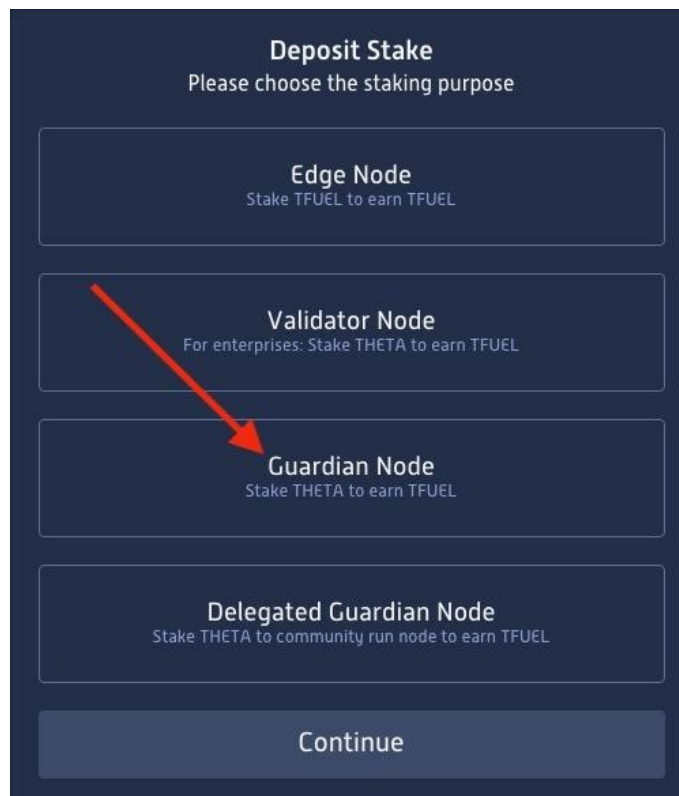 Deposit Stake
Please choose the staking purpose
Edge Node
Stake TFUEL to earn TFUEL
Validator Node
For enterprises: Stake THETA to earn TFUEL
Guardian Node
Stake THETA to earn TFUEL
Delegated Guardian Node
Stake THETA to community run node to earn TFUEL
Continue